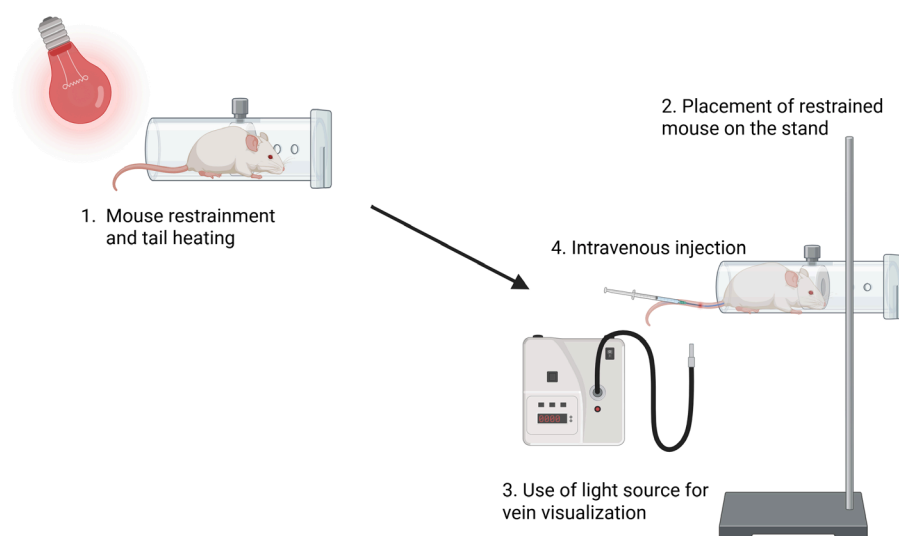 1. Mouse restrainment
and tail heating
2. Placement of restrained
mouse on the stand
4. Intravenous injection
3. Use of light source for
vein visualization